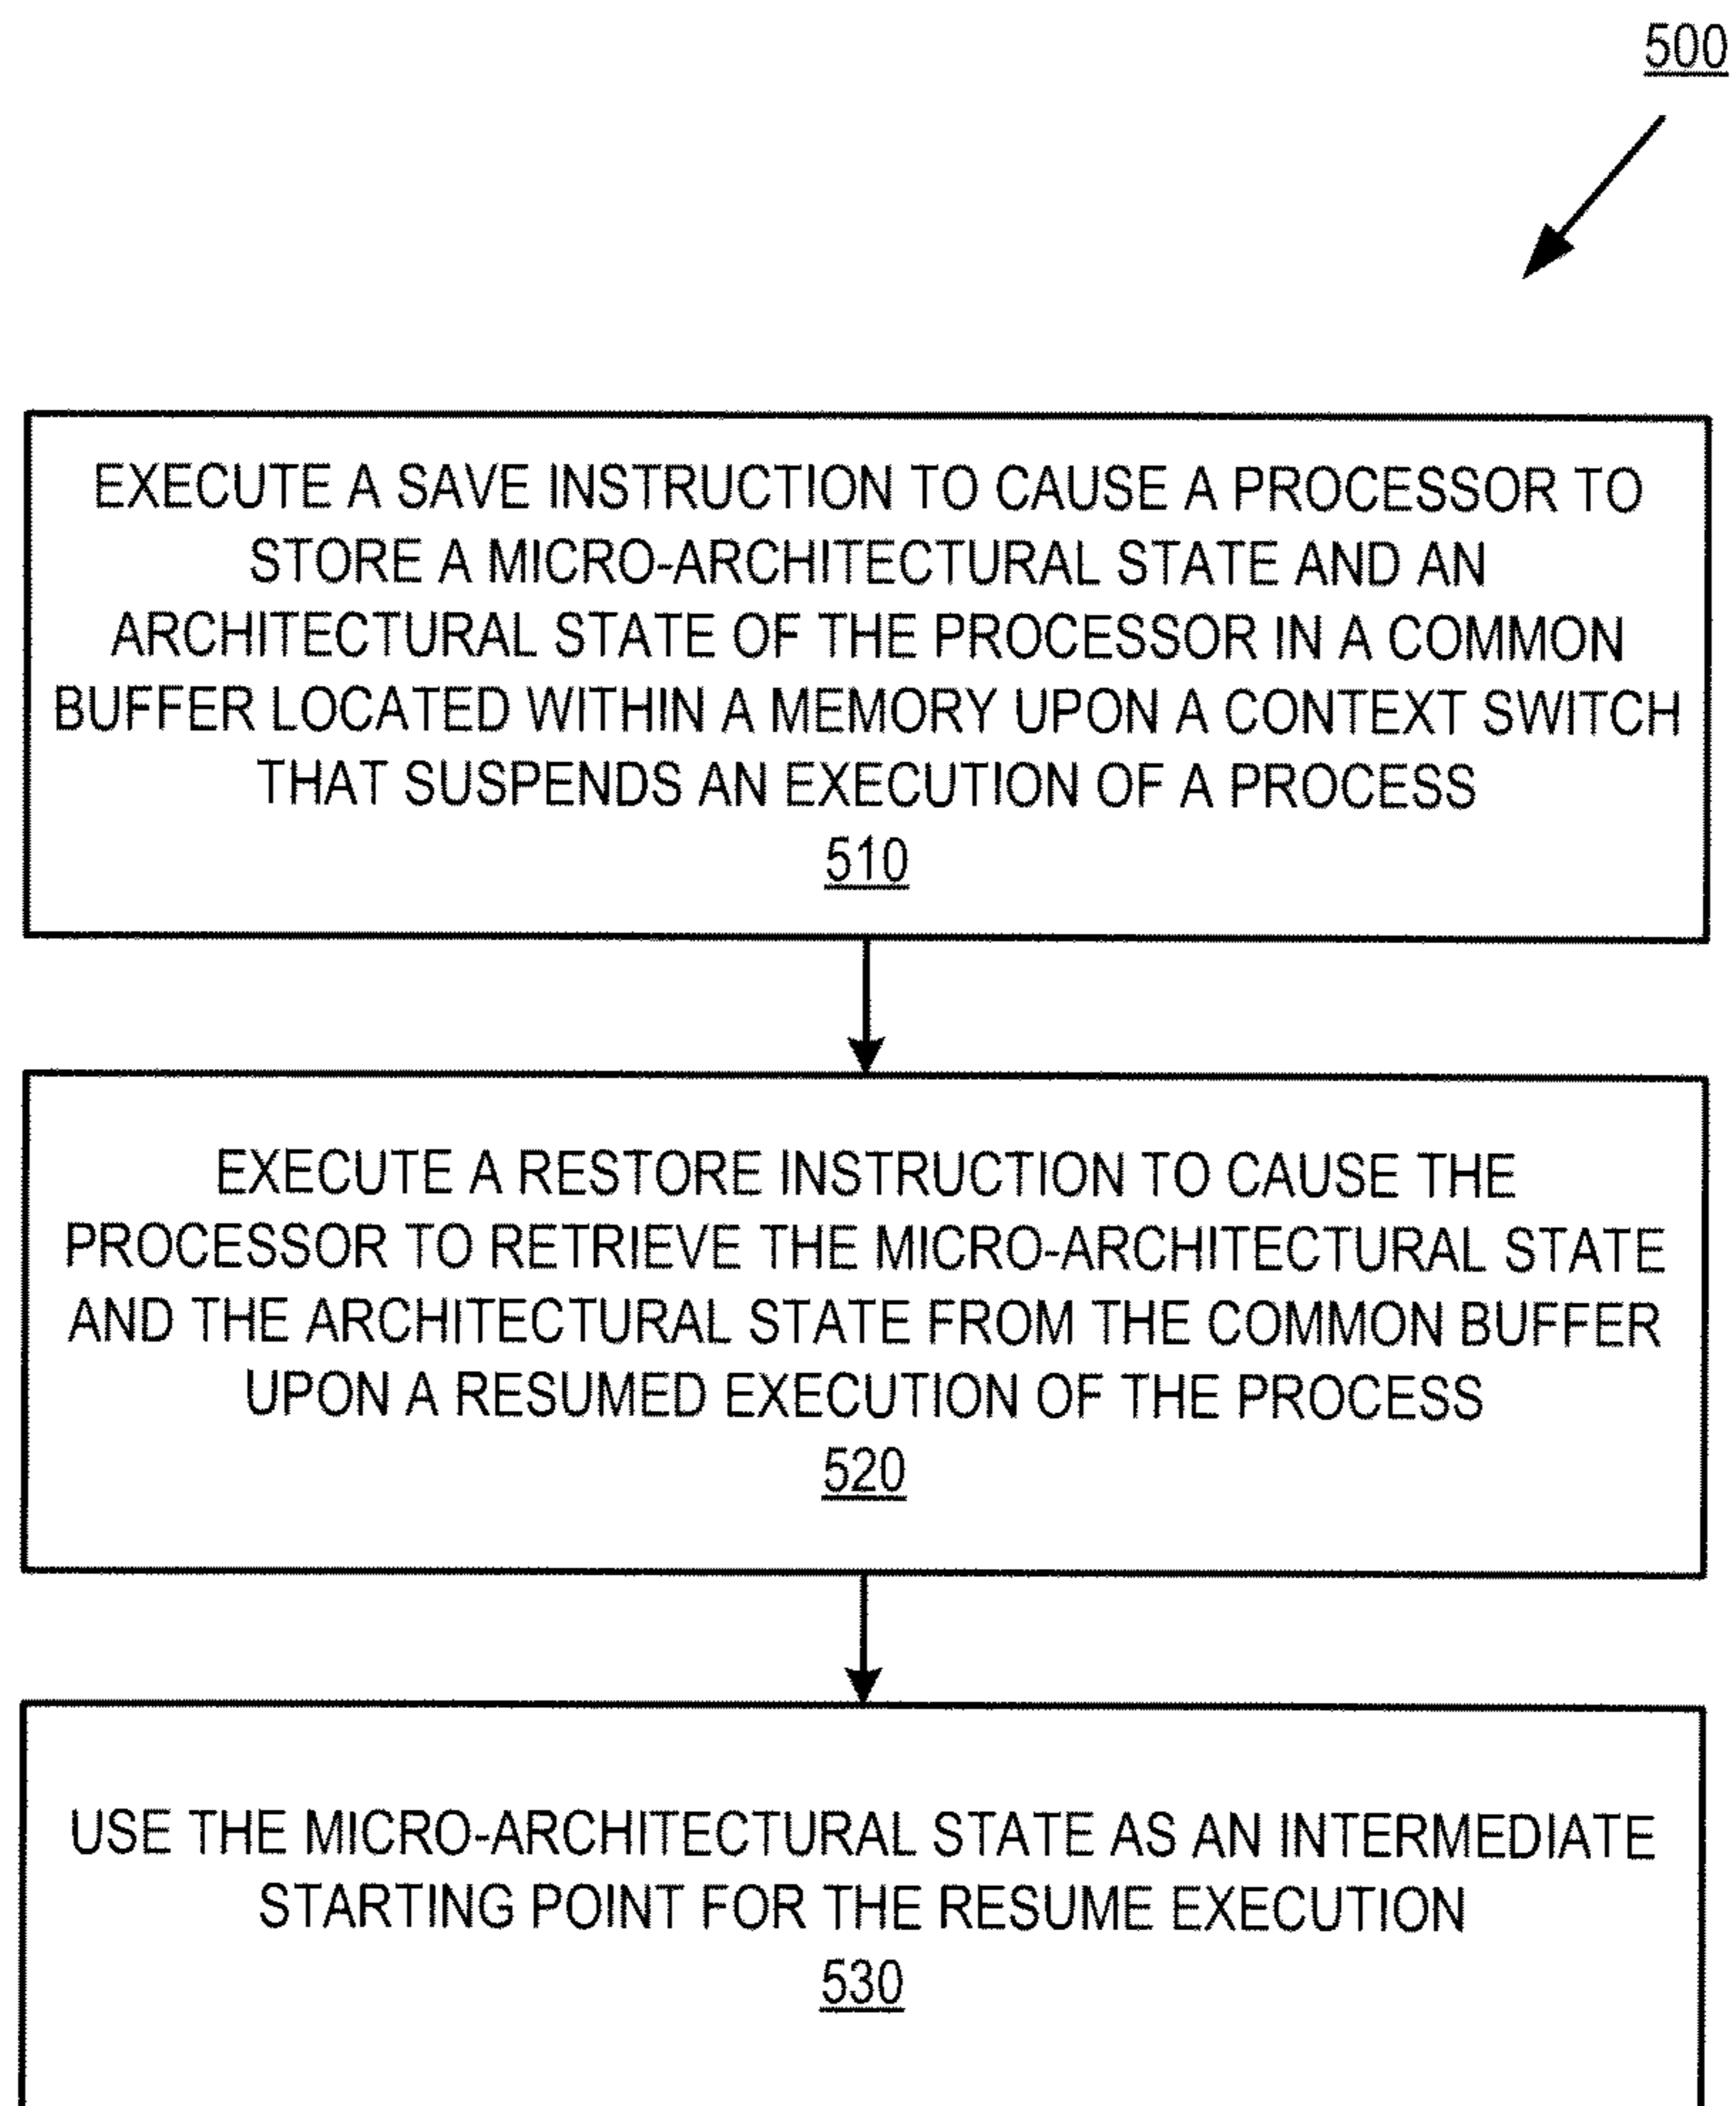 500
EXECUTE A SAVE INSTRUCTION TO CAUSE A PROCESSOR TO
STORE A MICRO-ARCHITECTURAL STATE AND AN
ARCHITECTURAL STATE OF THE PROCESSOR IN A COMMON
BUFFER LOCATED WITHIN A MEMORY UPON A CONTEXT SWITCH
THAT SUSPENDS AN EXECUTION OF A PROCESS
510
EXECUTE A RESTORE INSTRUCTION TO CAUSE THE
PROCESSOR TO RETRIEVE THE MICRO-ARCHITECTURAL STATE
AND THE ARCHITECTURAL STATE FROM THE COMMON BUFFER
UPON A RESUMED EXECUTION OF THE PROCESS
520
USE THE MICRO-ARCHITECTURAL STATE AS AN INTERMEDIATE
STARTING POINT FOR THE RESUME EXECUTION
530